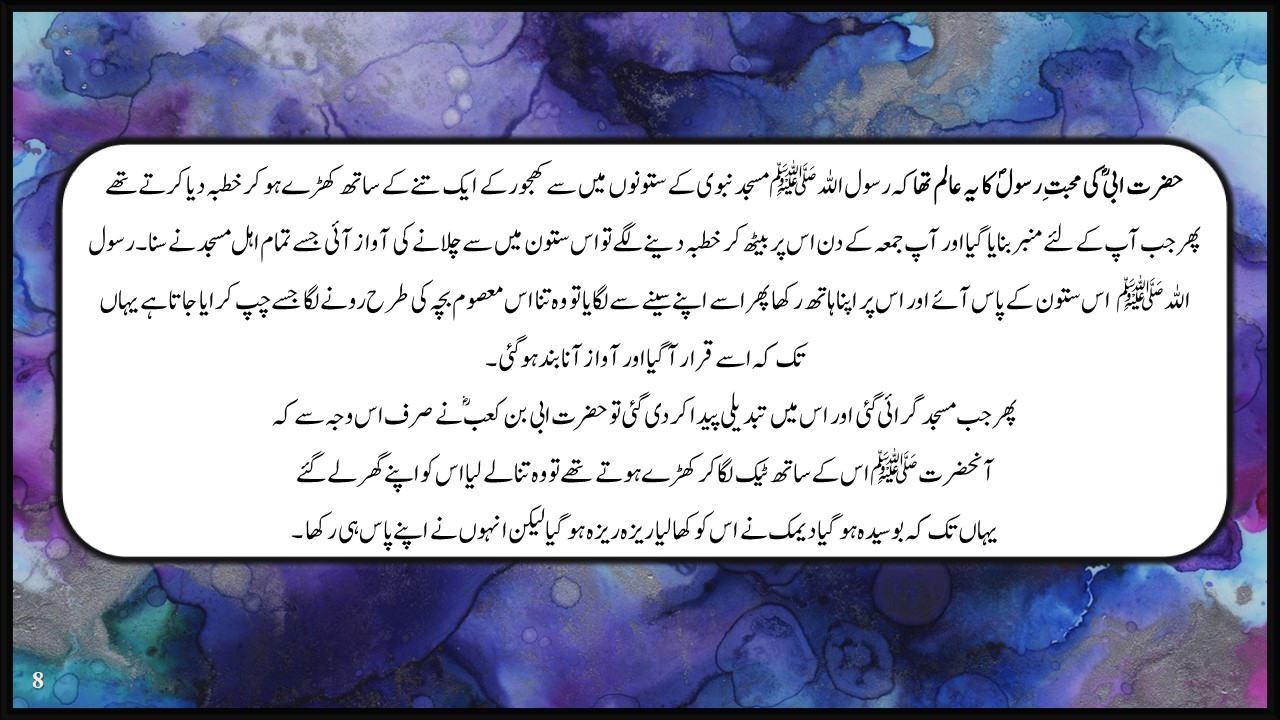 حضرت ابیؓ کی محبتِ رسولؐ کا یہ عالم تھا کہ رسول اللہ ﷺ مسجد نبوی کے ستونوں میں سے کھجور کے ایک تنے کے ساتھ کھڑے ہو کر خطبہ دیا کرتے تھے
پھر جب آپ کے لئے منبر بنایا گیا اور آپ جمعہ کے دن اس پر بیٹھ کر خطبہ دینے لگے تو اس ستون میں سے چلانے کی آواز آئی جسے تمام اہل مسجد نے سنا۔ رسول
اللہ ﷺ اس ستون کے پاس آئے اور اس پر اپنا ہاتھ رکھا پھر اسے اپنے سینے سے لگایا تو وہ تنا اس معصوم بچہ کی طرح رونے لگا جسے چپ کرایا جاتا ہے یہاں
تک کہ اسے قرار آ گیا اور آواز آنا بند ہو گئی۔
پھر جب مسجد گرائی گئی اور اس میں تبدیلی پیدا کر دی گئی تو حضرت ابی بن کعبؓ نے صرف اس وجہ سے کہ
آنحضرت ﷺ اس کے ساتھ ٹیک لگا کر کھڑے ہوتے تھے تو وہ تنا لے لیا اس کو اپنے گھر لے گئے
یہاں تک کہ بوسیدہ ہو گیا دیمک نے اس کو کھا لیا ریزہ ریزہ ہو گیا لیکن انہوں نے اپنے پاس ہی رکھا۔
8